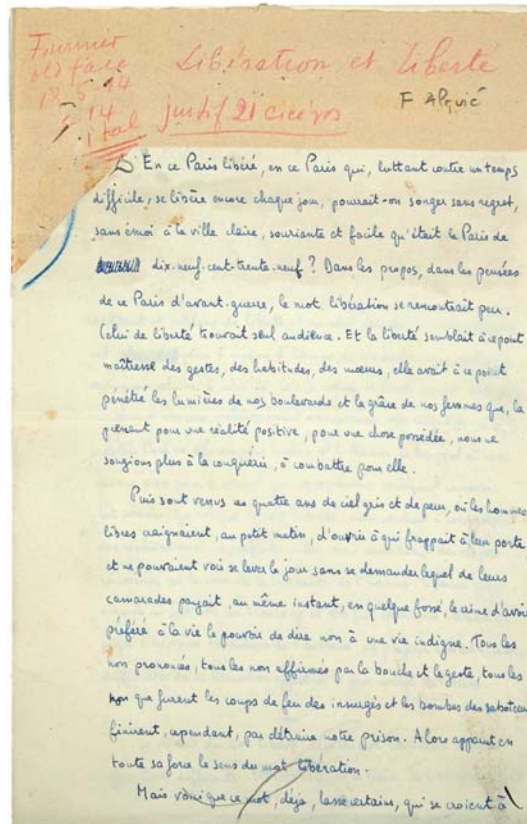 Fournier
old face
13.5.14
14
ital
Libération et liberté
F Alquié
justif 21 cicéros
En ce Paris libéré, en ce Paris qui, luttant contre un temps
difficile, se libère encore chaque jour, pourrait-on songer sans regret,
sans émoi à la ville claire, souriante et facile qu'était le Paris de
dix-neuf-cent-trente-neuf ? Dans les propos, dans les pensées
de ce Paris d'avant-guerre, le mot libération se rencontrait peu.
Celui de liberté trouvait seul audience. Et la liberté semblait à ce point
maîtresse des gestes, des habitudes, des mœurs, elle avait à ce point
pénétré les lumières de nos boulevards et la grâce de nos femmes que, la
prenant pour une réalité positive, pour une chose possédée, nous ne
songions plus à la conquérir, à combattre pour elle.
Puis sont venus ces quatre ans de ciel gris et de peur, où les hommes
libres craignaient, au petit matin, d'ouvrir à qui frappait à leur porte
et ne pouvaient voir se lever le jour sans se demander lequel de leurs
camarades payait, au même instant, en quelque fossé, le crime d'avoir
préféré à la vie le pouvoir de dire non à une vie indigne. Tous les
non prononcés, tous les non affirmés par la bouche et le geste, tous les
non que furent les coups de feu des insurgés et les bombes des saboteurs
finirent, cependant, par détruire notre prison. Alors apparut en
toute sa force le sens du mot libération.
Mais voici que ce mot, déjà, lasse certains, qui se croient à